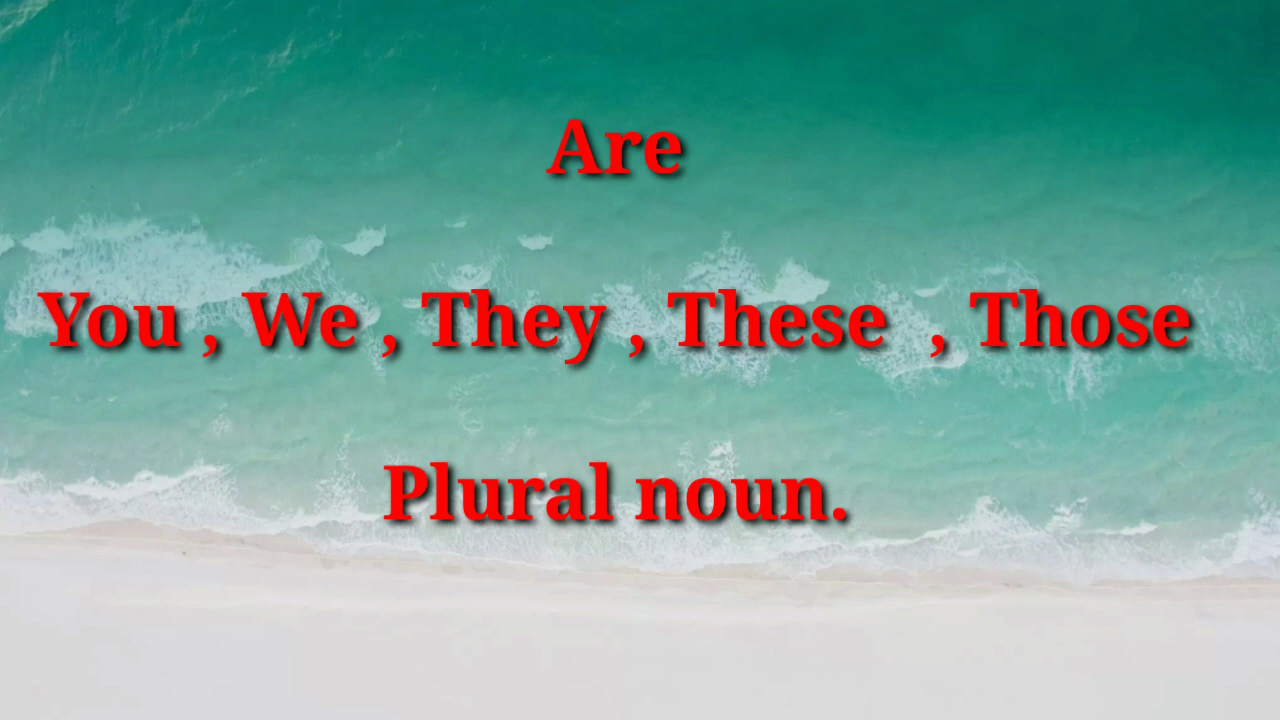 Are
You , We , They , These , Those
Plural noun.